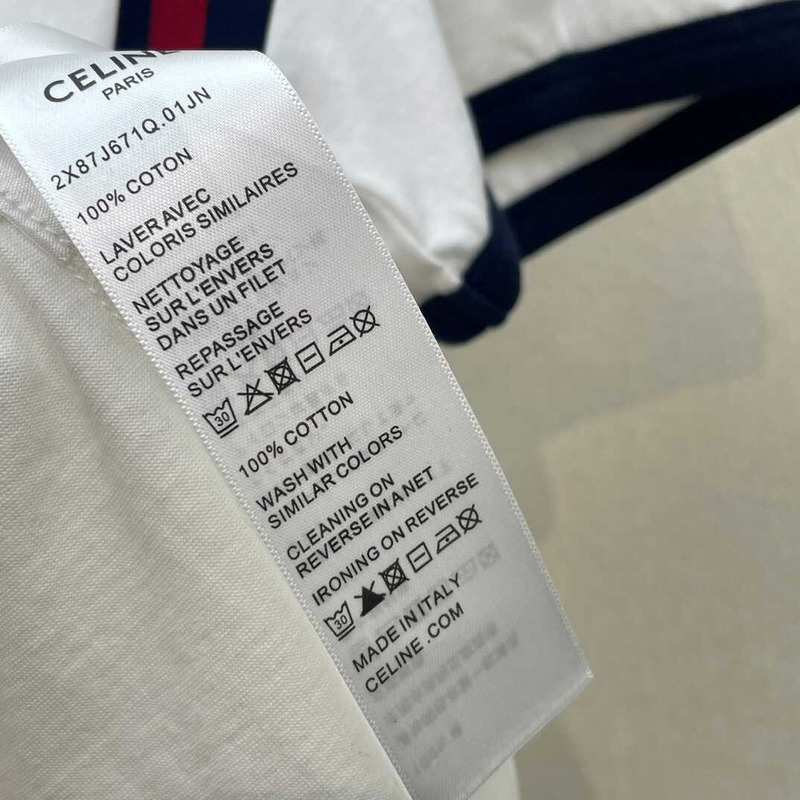 CELINE
PARIS
2X87J671Q.01JN
100% COTON
LAVER AVEC
COLORIS SIMILAIRES
NETTOYAGE
SUR L'ENVERS
DANS UN FILET
REPASSAGE
SUR L'ENVERS
30
100% COTTON
WASH WITH
SIMILAR COLORS
CLEANING ON
REVERSE IN A NET
IRONING ON REVERSE
30
MADE IN ITALY
CELINE .COM